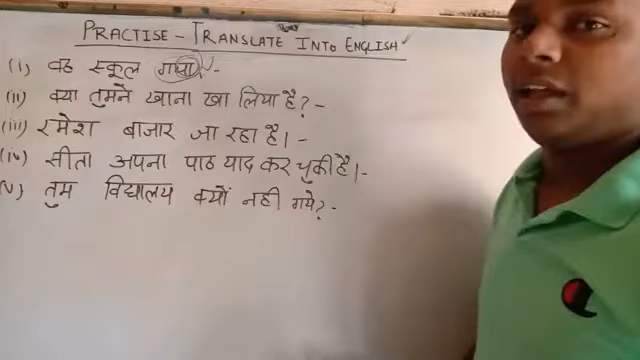 PRACTISE - TRANSLATE INTO ENGLISH
(i) वह स्कूल गया।-
(ii) क्या तुमने खाना खा लिया है?-
(iii) रमेश बाजार जा रहा है।-
(iv) सीता अपना पाठ याद कर चुकी है।-
(v) तुम विद्यालय क्यों नही गये?-